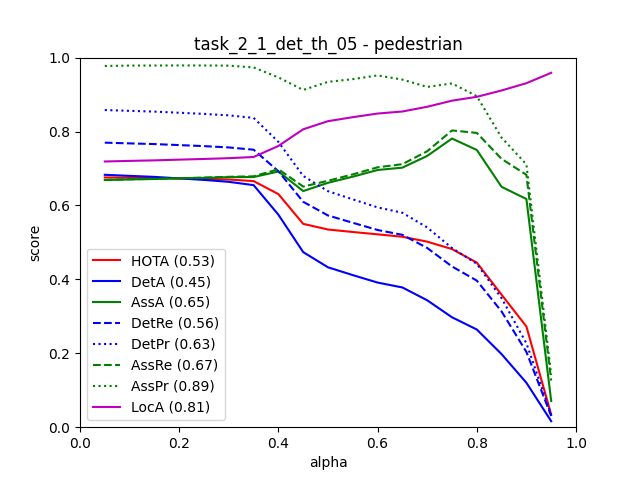 task_2_1_det_th_05 - pedestrian
1.0
0.8
0.6
0.4
0.2
0.0
score
HOTA (0.53)
DetA (0.45)
AssA (0.65)
DetRe (0.56)
DetPr (0.63)
AssRe (0.67)
AssPr (0.89)
LocA (0.81)
0.0 0.2 0.4 0.6 0.8 1.0
alpha